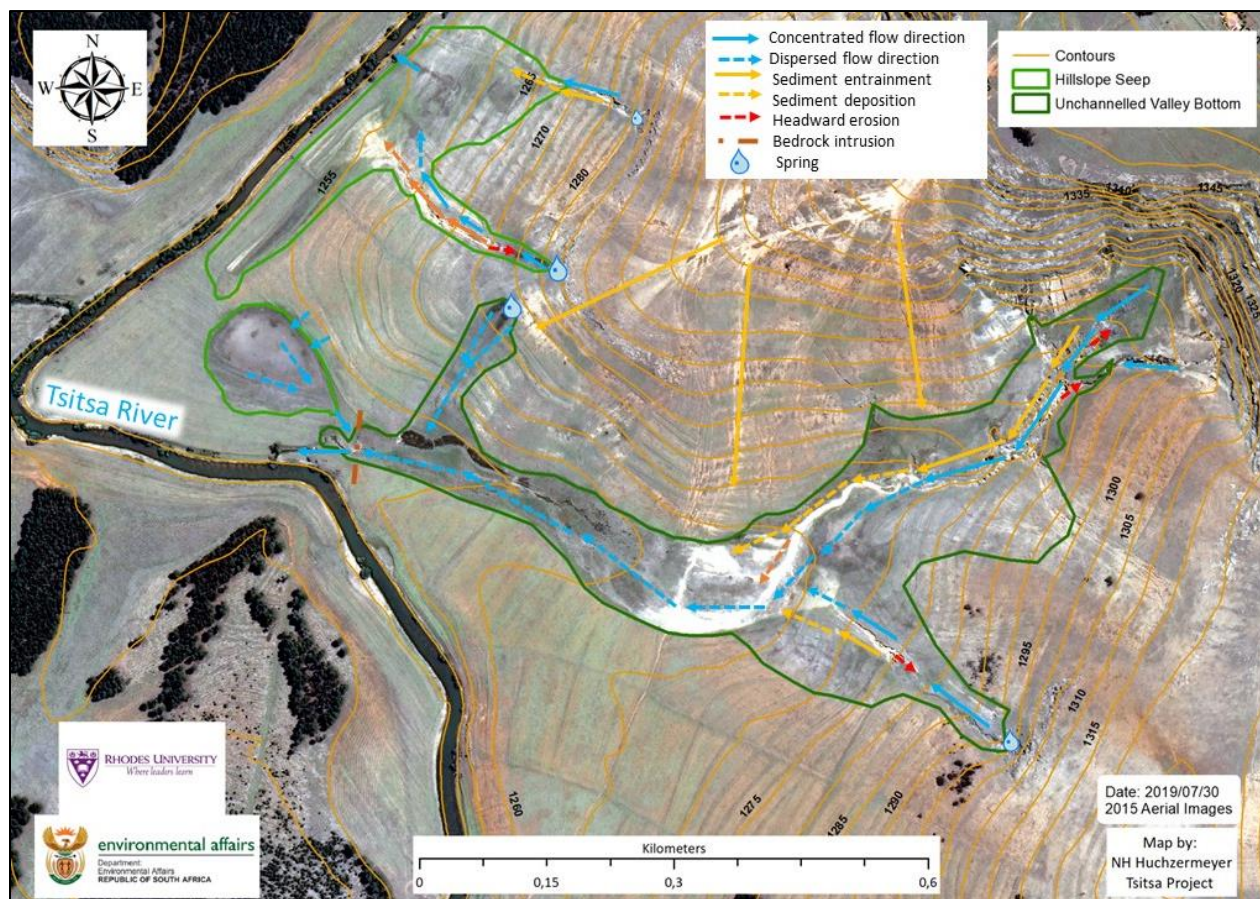 N
W E
S
Concentrated flow direction
Dispersed flow direction
Sediment entrainment
Sediment deposition
Headward erosion
Bedrock intrusion
Spring
Contours
Hillslope Seep
Unchannelled Valley Bottom
1265
1270
1280
1255
1335
1340
1345
1320
1325
Tsitsa River
1300
1305
1295
1310
1315
1260
1275
1285
1290
RHODES UNIVERSITY
Where leaders learn
environmental affairs
Department:
Environmental Affairs
REPUBLIC OF SOUTH AFRICA
Kilometers
0 0,15 0,3 0,6
Date: 2019/07/30
2015 Aerial Images
Map by:
NH Huchzermeyer
Tsitsa Project